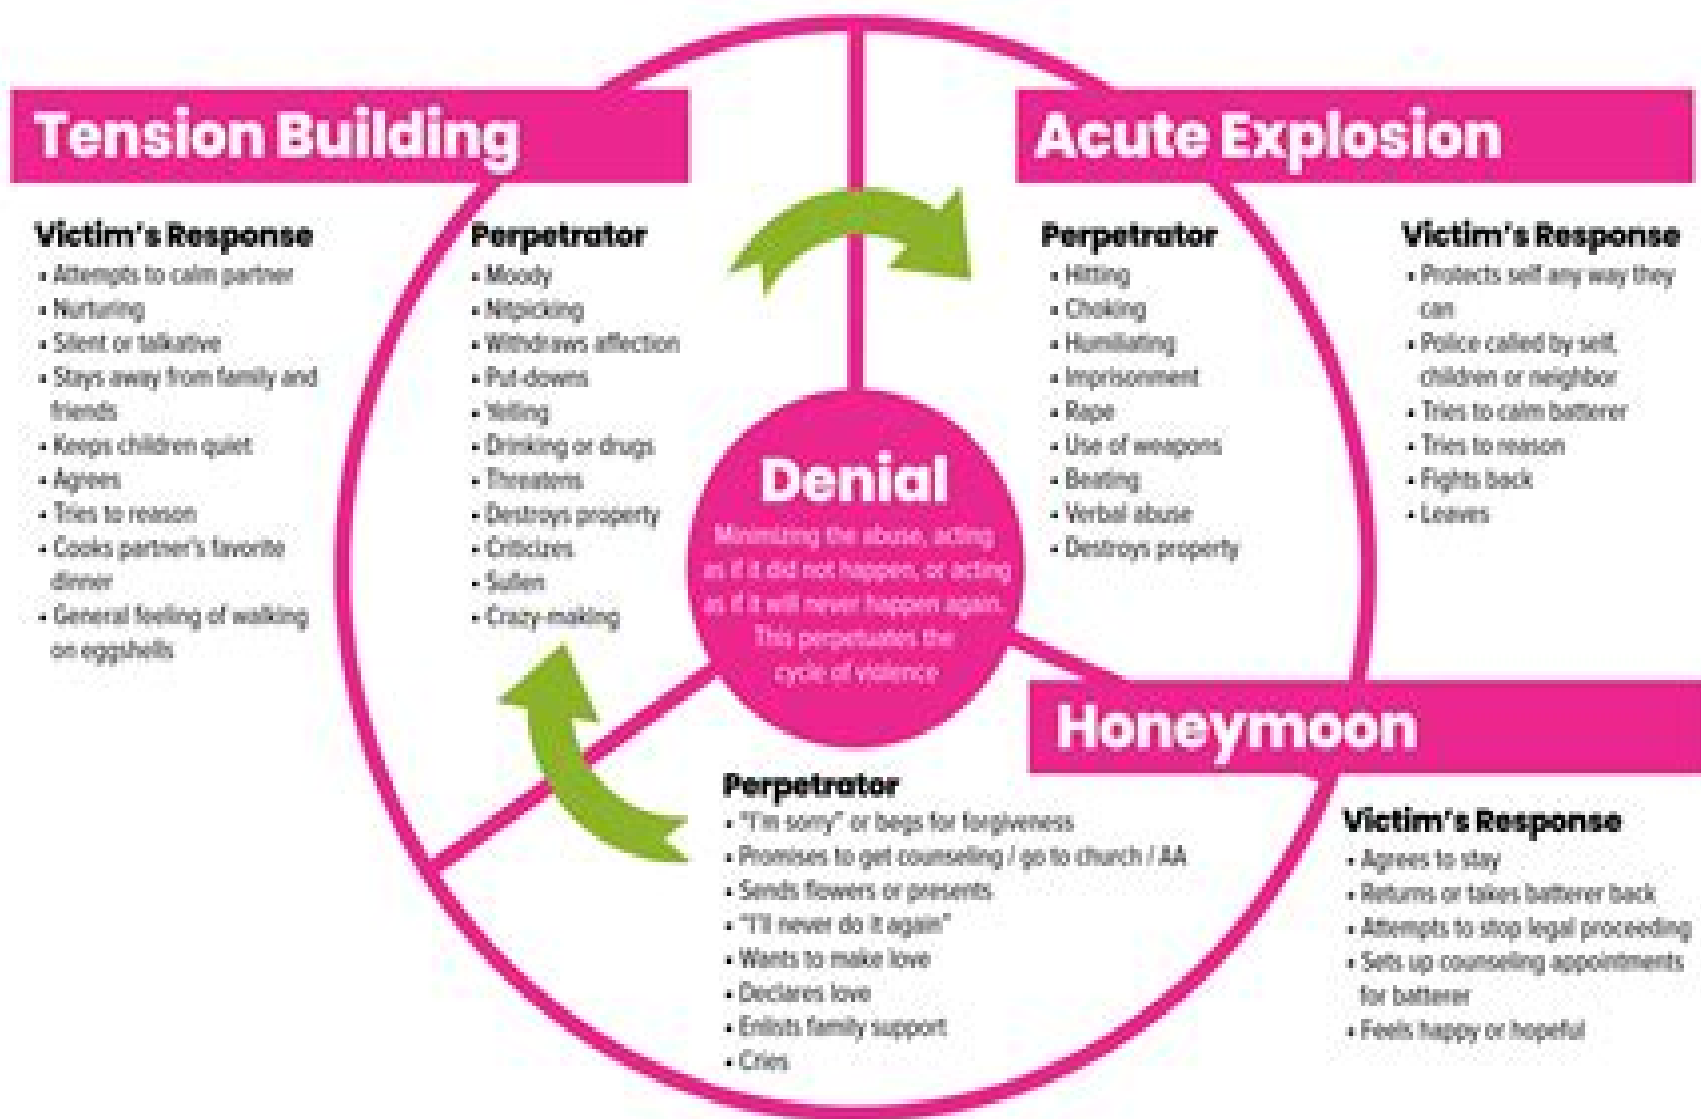 Tension Building
Victim's Response
• Attempts to calm partner
• Nurturing
• Silent or talkative
• Stays away from family and
friends
• Keeps children quiet
• Agrees
• Tries to reason
• Cooks partner's favorite
dinner
• General feeling of walking
on eggshells
Perpetrator
• Moody
• Nitpicking
• Withdraws affection
• Put-downs
• Yelling
• Drinking or drugs
• Threatens
• Destroys property
• Criticizes
• Sullen
• Crazy-making
Acute Explosion
Perpetrator
• Hitting
• Choking
• Humiliating
• Imprisonment
• Rape
• Use of weapons
• Beating
• Verbal abuse
• Destroys property
Victim's Response
• Protects self any way they
can
• Police called by self,
children or neighbor
• Tries to calm batterer
• Tries to reason
• Fights back
• Leaves
Denial
Minimizing the abuse, acting
as if it did not happen, or acting
as if it will never happen again.
This perpetuates the
cycle of violence
Honeymoon
Perpetrator
• "I'm sorry" or begs for forgiveness
• Promises to get counseling / go to church / AA
• Sends flowers or presents
• "I'll never do it again"
• Wants to make love
• Declares love
• Enlists family support
• Cries
Victim's Response
• Agrees to stay
• Returns or takes batterer back
• Attempts to stop legal proceeding
• Sets up counseling appointments
for batterer
• Feels happy or hopeful